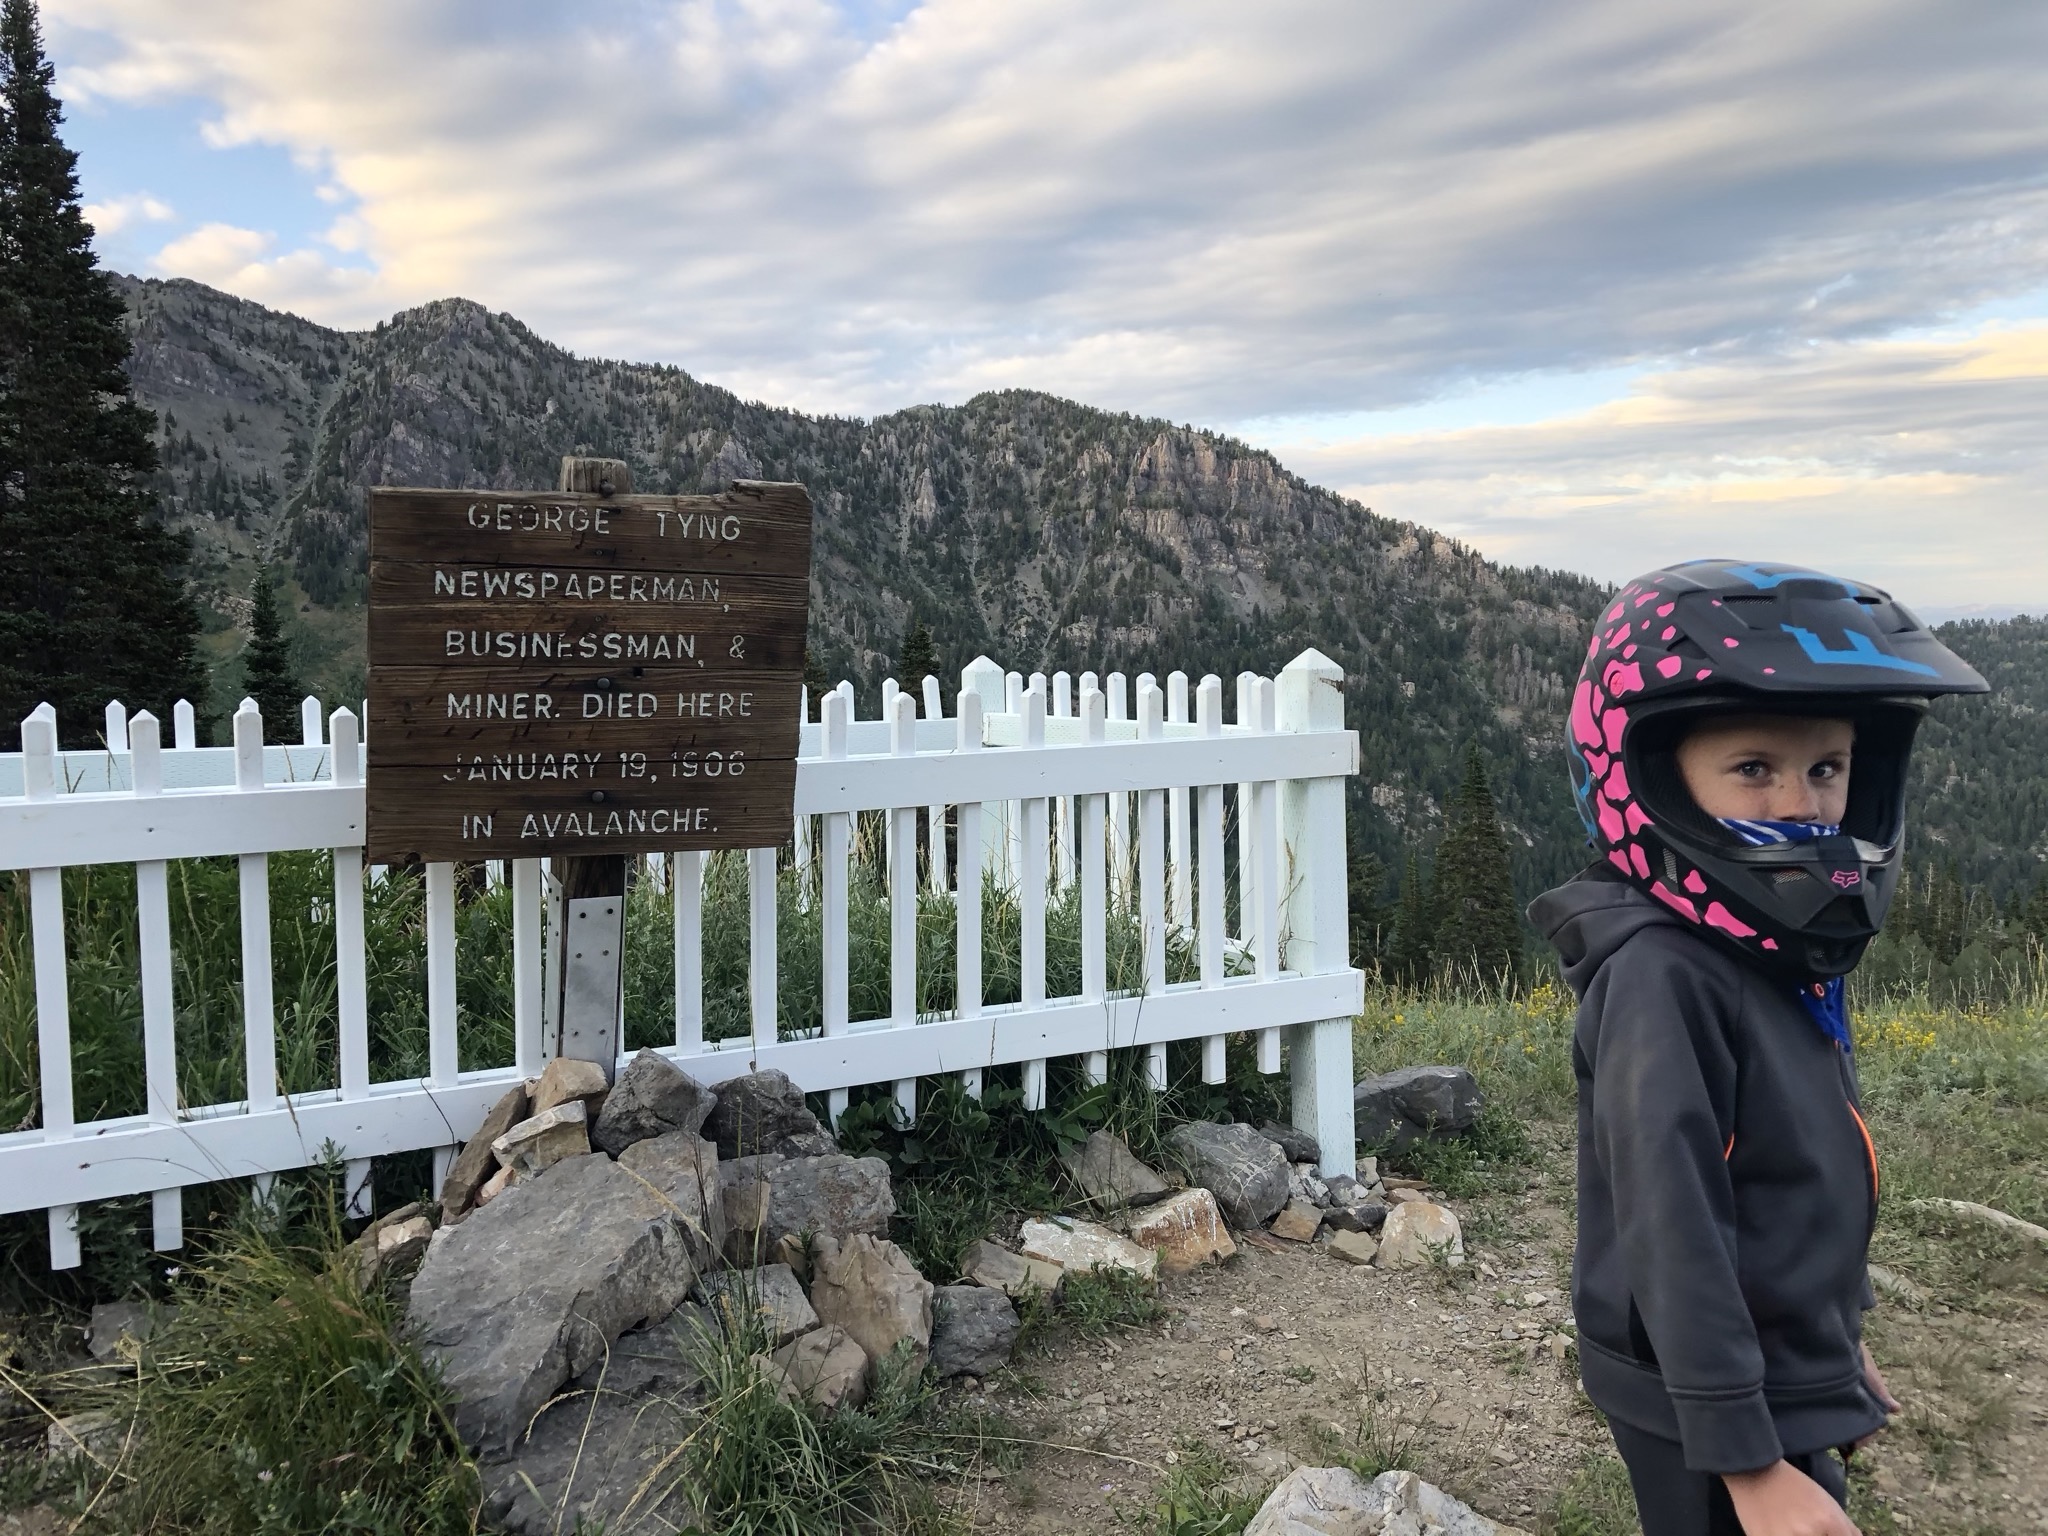 GEORGE TYNG
NEWSPAPERMAN,
BUSINESSMAN, &
MINER. DIED HERE
JANUARY 19, 1906
IN AVALANCHE.